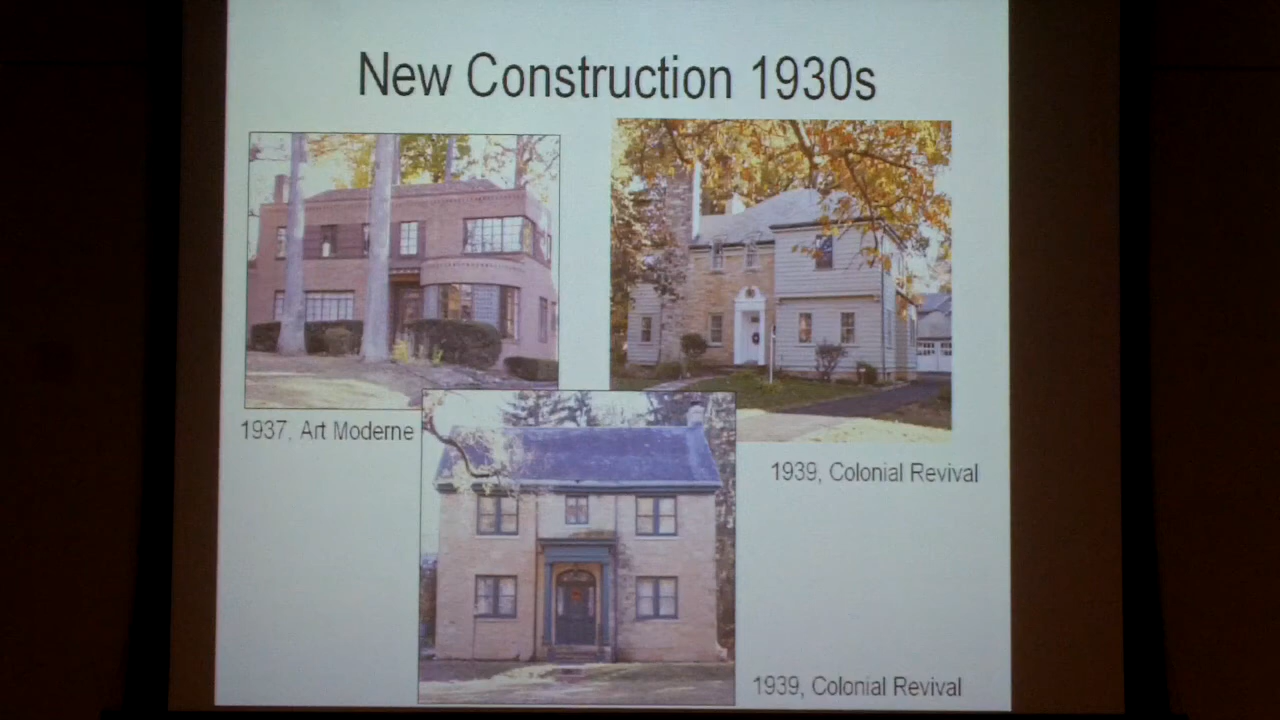 New Construction 1930s
1937, Art Moderne
1939, Colonial Revival
1939, Colonial Revival